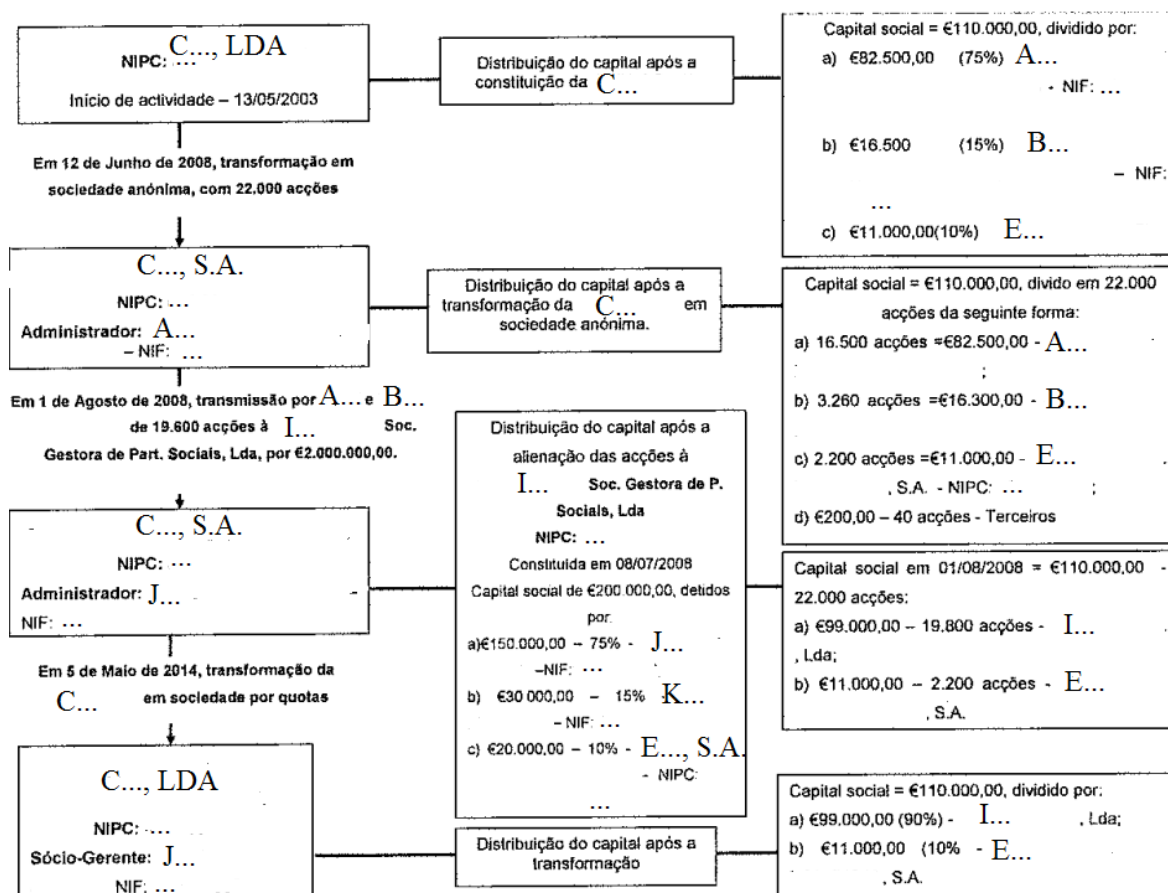 C..., LDA
NIPC: ...
Início de actividade – 13/05/2003
Distribuição do capital após a
constituição da C...
Capital social = €110.000,00, dividido por:
a) €82.500,00 (75%) A...
- NIF: ...
b) €16.500 (15%) B...
– NIF:
...
c) €11.000,00(10%) E...
Em 12 de Junho de 2008, transformação em
sociedade anónima, com 22.000 acções
C..., S.A.
NIPC: ...
Administrador: A...
– NIF: ...
Distribuição do capital após a
transformação da C... em
sociedade anónima.
Capital social = €110.000,00, divido em 22.000
acções da seguinte forma:
a) 16.500 acções =€82.500,00 - A...
;
b) 3.260 acções =€16.300,00 - B...
c) 2.200 acções =€11.000,00 - E...
, S.A. - NIPC: ... ;
d) €200,00 – 40 acções - Terceiros
Em 1 de Agosto de 2008, transmissão por A... e B...
de 19.600 acções à I... Soc.
Gestora de Part. Sociais, Lda, por €2.000.000,00.
C..., S.A.
NIPC: ...
Administrador: J...
NIF: ...
Distribuição do capital após a
alienação das acções à
I... Soc. Gestora de P.
Sociais, Lda
NIPC: ...
Constituída em 08/07/2008
Capital social de €200.000,00, detidos
por:
a)€150.000,00 – 75% - J...
–NIF: ...
b) €30 000,00 – 15% K...
– NIF: ...
c) €20.000,00 – 10% - E..., S.A.
- NIPC:
...
Capital social em 01/08/2008 = €110.000,00 -
22.000 acções:
a) €99.000,00 – 19.800 acções - I...
, Lda;
b) €11.000,00 – 2.200 acções - E...
, S.A.
Em 5 de Maio de 2014, transformação da
C... em sociedade por quotas
C..., LDA
NIPC: ...
Sócio-Gerente: J...
NIF: ...
Distribuição do capital após a
transformação
Capital social = €110.000,00, dividido por:
a) €99.000,00 (90%) - I... , Lda;
b) €11.000,00 (10% - E...
, S.A.